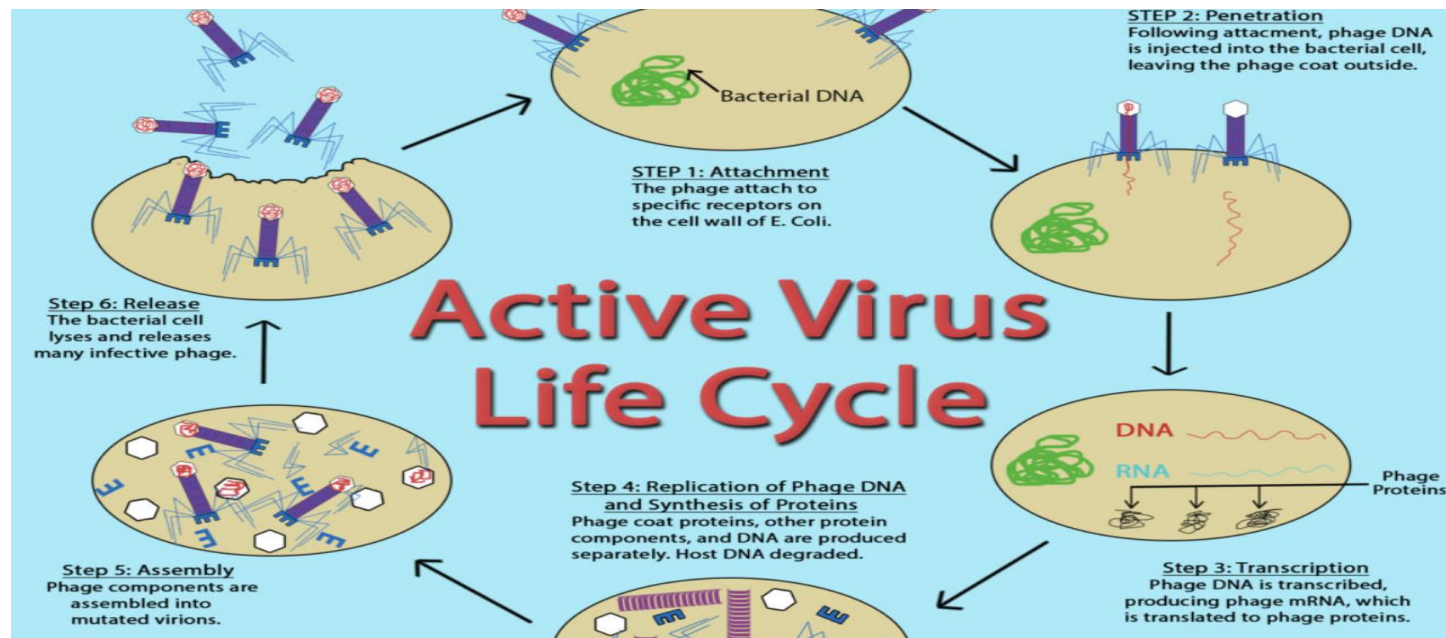 Bacterial DNA
STEP 1: Attachment
The phage attach to
specific receptors on
the cell wall of E. Coli.
STEP 2: Penetration
Following attacment, phage DNA
is injected into the bacterial cell,
leaving the phage coat outside.
Active Virus
Life Cycle
DNA
RNA
Phage
Proteins
Step 3: Transcription
Phage DNA is transcribed,
producing phage mRNA, which
is translated to phage proteins.
Step 4: Replication of Phage DNA
and Synthesis of Proteins
Phage coat proteins, other protein
components, and DNA are produced
separately. Host DNA degraded.
Step 5: Assembly
Phage components are
assembled into
mutated virions.
Step 6: Release
The bacterial cell
lyses and releases
many infective phage.